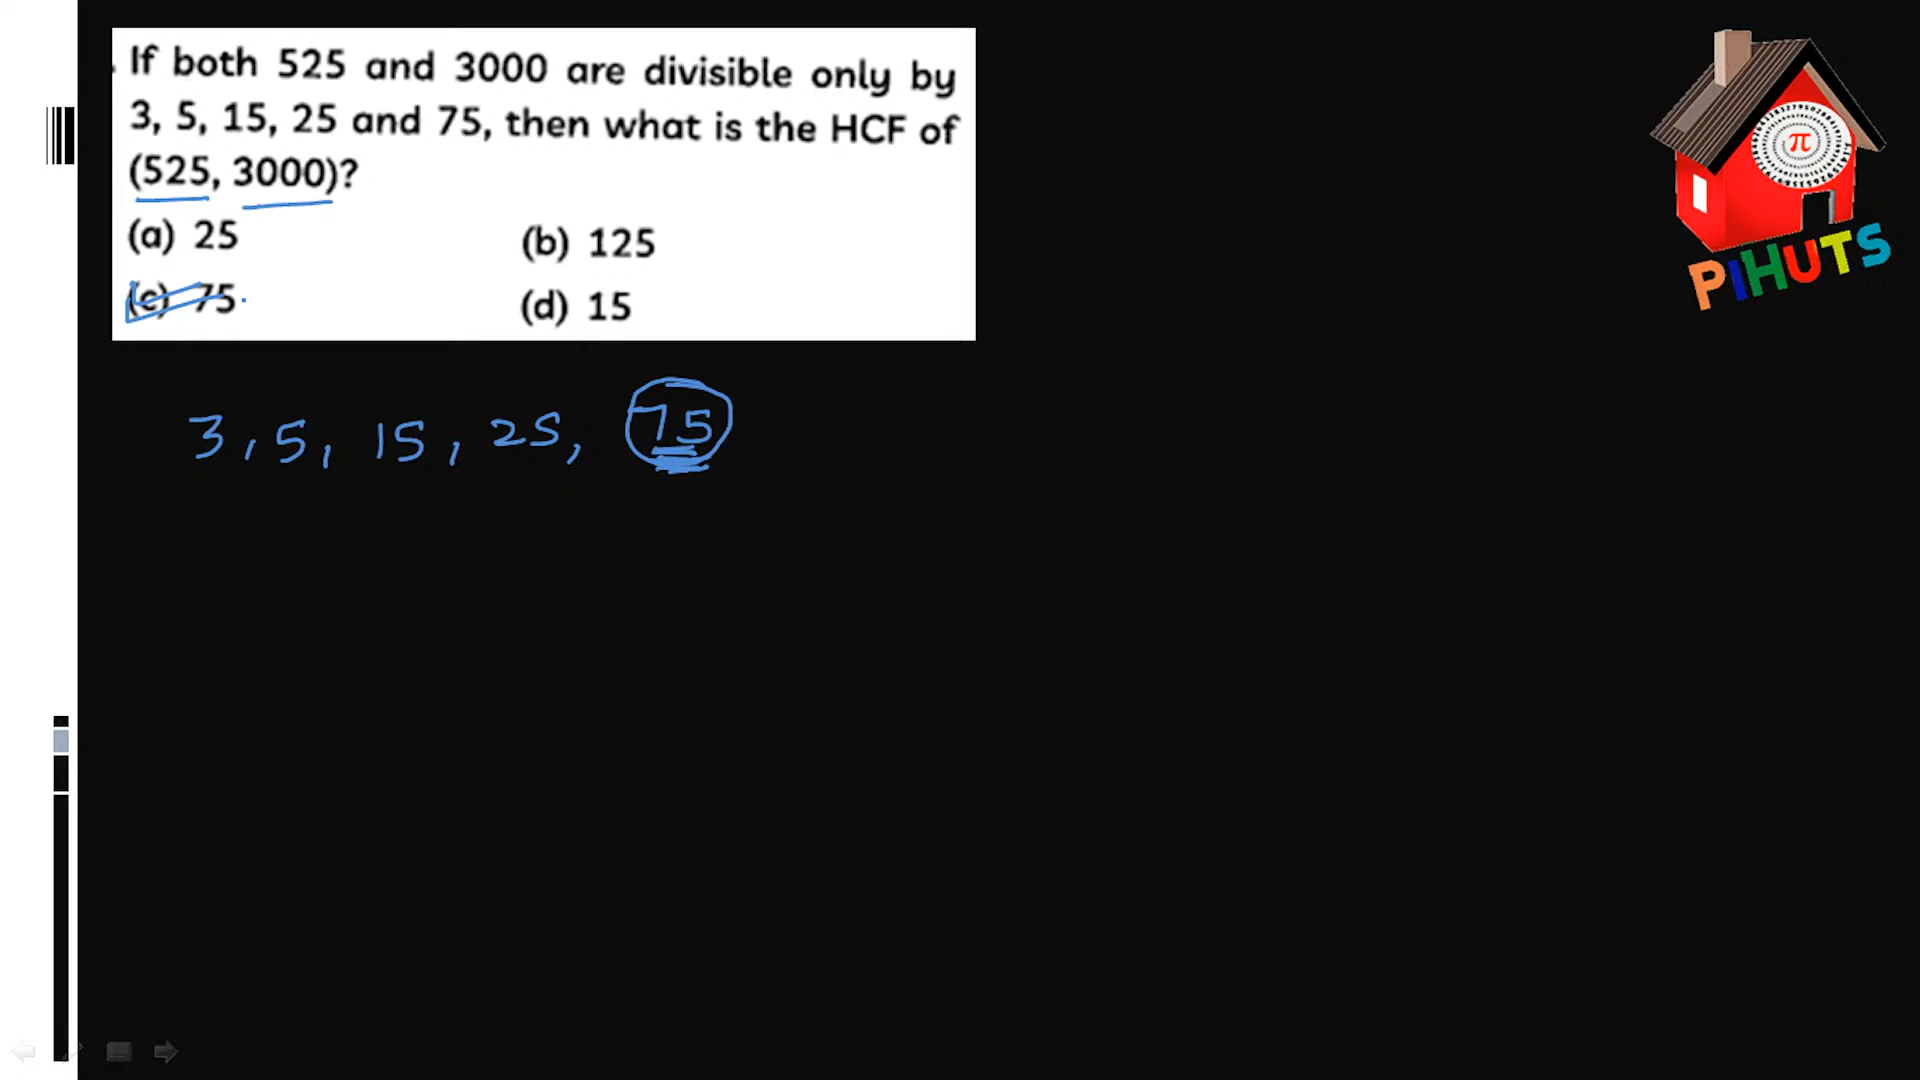 If both 525 and 3000 are divisible only by
3, 5, 15, 25 and 75, then what is the HCF of
(525, 3000)?
(a) 25 (b) 125
(c) 75 (d) 15
3, 5, 15, 25, 75
π
PIHUTS